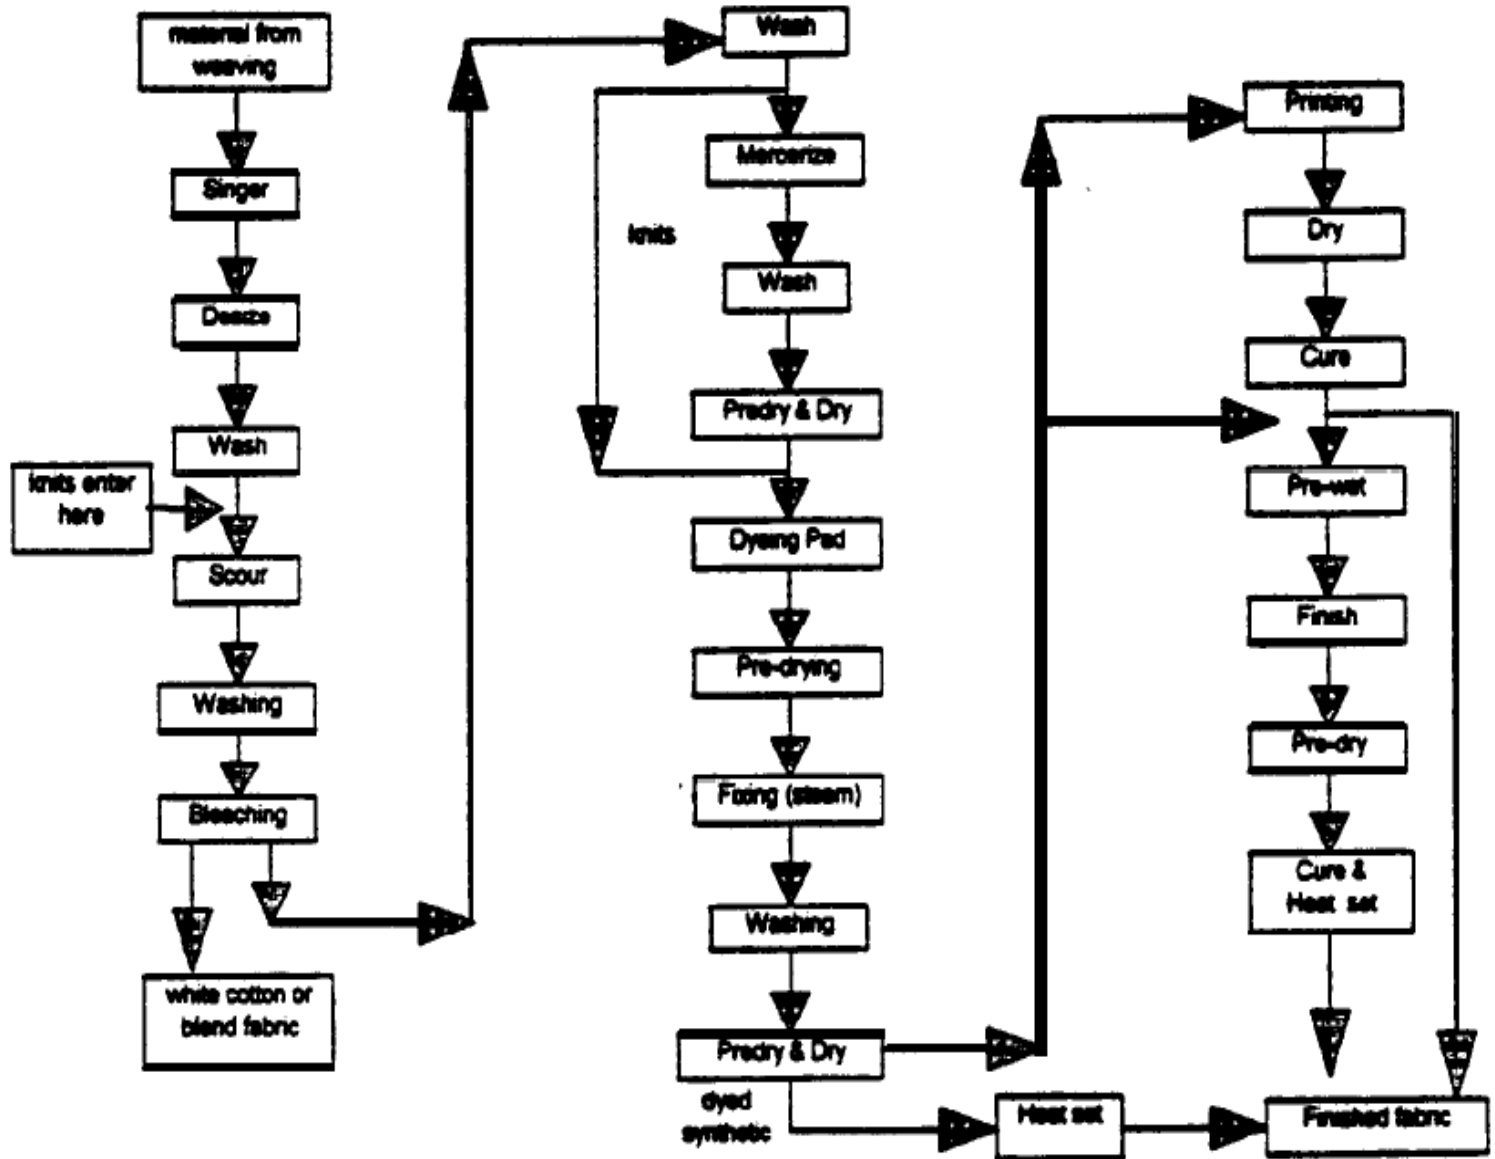 material from
weaving
Singer
Desize
Wash
knits enter
here
Scour
Washing
Bleaching
white cotton or
blend fabric
Wash
Mercerize
knits
Wash
Predry & Dry
Dyeing Pad
Pre-drying
Fixing (steam)
Washing
Predry & Dry
dyed
synthetic
Heat set
Printing
Dry
Cure
Pre-wet
Finish
Pre-dry
Cure &
Heat set
Finished fabric